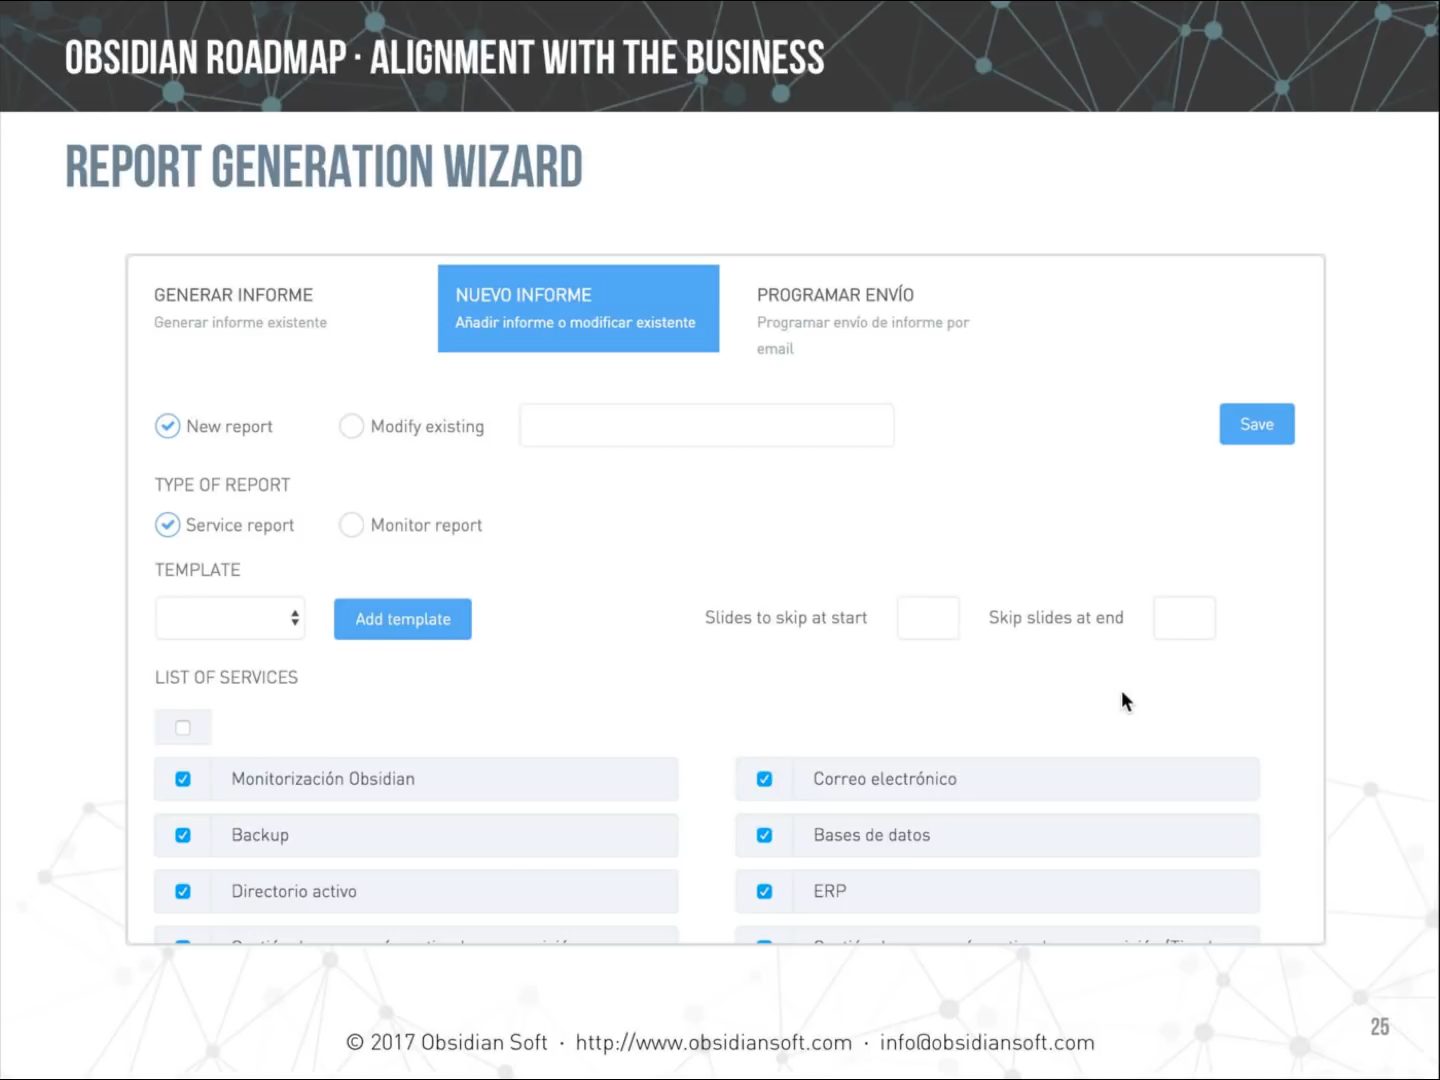 OBSIDIAN ROADMAP · ALIGNMENT WITH THE BUSINESS
REPORT GENERATION WIZARD
GENERAR INFORME
Generar informe existente
NUEVO INFORME
Añadir informe o modificar existente
PROGRAMAR ENVÍO
Programar envío de informe por
email
New report
Modify existing
Save
TYPE OF REPORT
Service report
Monitor report
TEMPLATE
Add template
Slides to skip at start
Skip slides at end
LIST OF SERVICES
Monitorización Obsidian
Correo electrónico
Backup
Bases de datos
Directorio activo
ERP
© 2017 Obsidian Soft · http://www.obsidiansoft.com · info@obsidiansoft.com
25